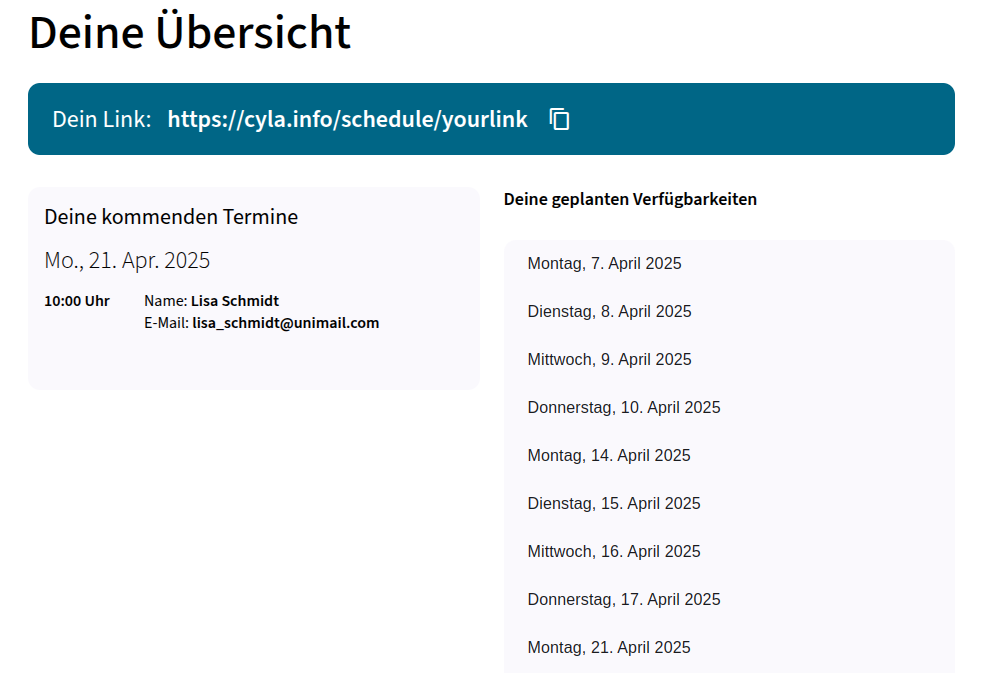 Deine Übersicht
Dein Link: https://cyla.info/schedule/yourlink
Deine kommenden Termine
Mo., 21. Apr. 2025
10:00 Uhr Name: Lisa Schmidt
E-Mail: lisa_schmidt@unimail.com
Deine geplanten Verfügbarkeiten
Montag, 7. April 2025
Dienstag, 8. April 2025
Mittwoch, 9. April 2025
Donnerstag, 10. April 2025
Montag, 14. April 2025
Dienstag, 15. April 2025
Mittwoch, 16. April 2025
Donnerstag, 17. April 2025
Montag, 21. April 2025